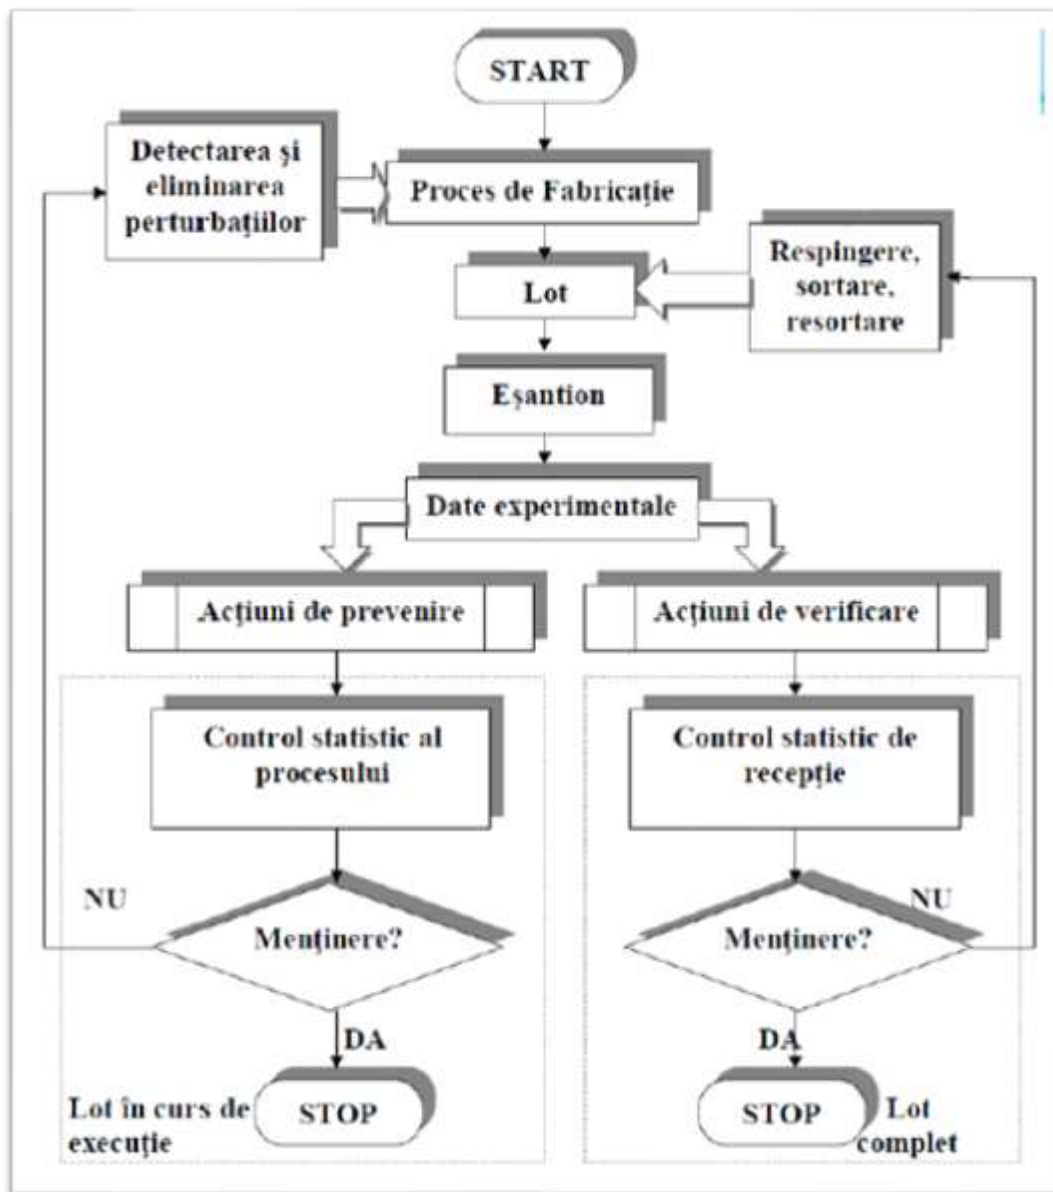 START
Detectarea şi
eliminarea
perturbaţiilor
Proces de Fabricaţie
Respingere,
sortare,
resortare
Lot
Eşantion
Date experimentale
Acţiuni de prevenire
Acţiuni de verificare
Control statistic al
procesului
Control statistic de
recepţie
NU
Menţinere?
NU
Menţinere?
DA
DA
Lot în curs de
execuţie
STOP
STOP
Lot
complet